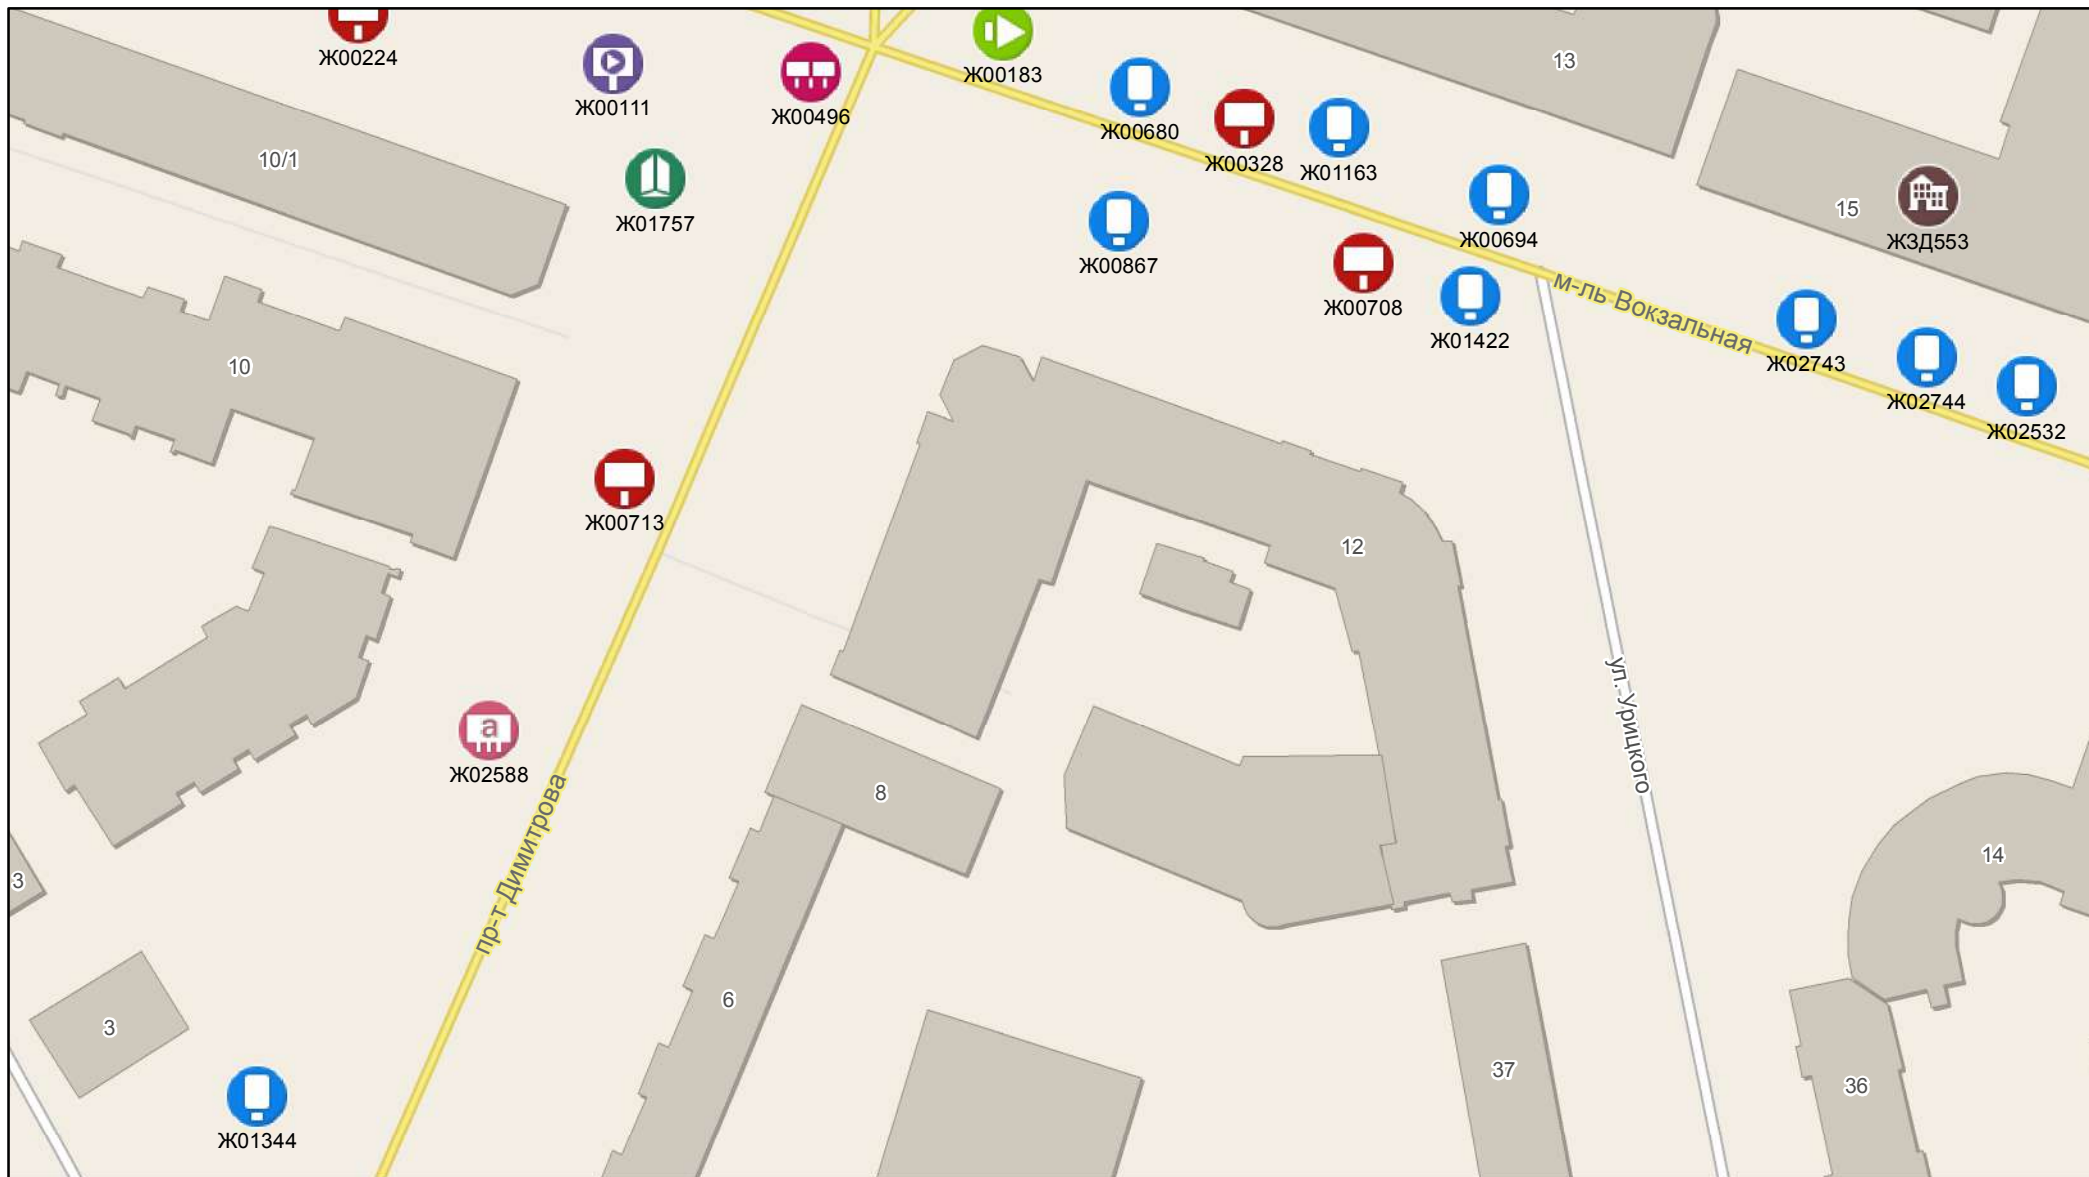 Ж00224
Ж00111
Ж00496
Ж00183
13
Ж00680
Ж00328
Ж01163
10/1
Ж01757
Ж00867
Ж00694
15
ЖЗД553
Ж00708
Ж01422
м-ль Вокзальная
Ж02743
Ж02744
Ж02532
10
Ж00713
12
ул. Урицкого
a
Ж02588
8
пр-т Димитрова
14
3
6
3
37
36
Ж01344